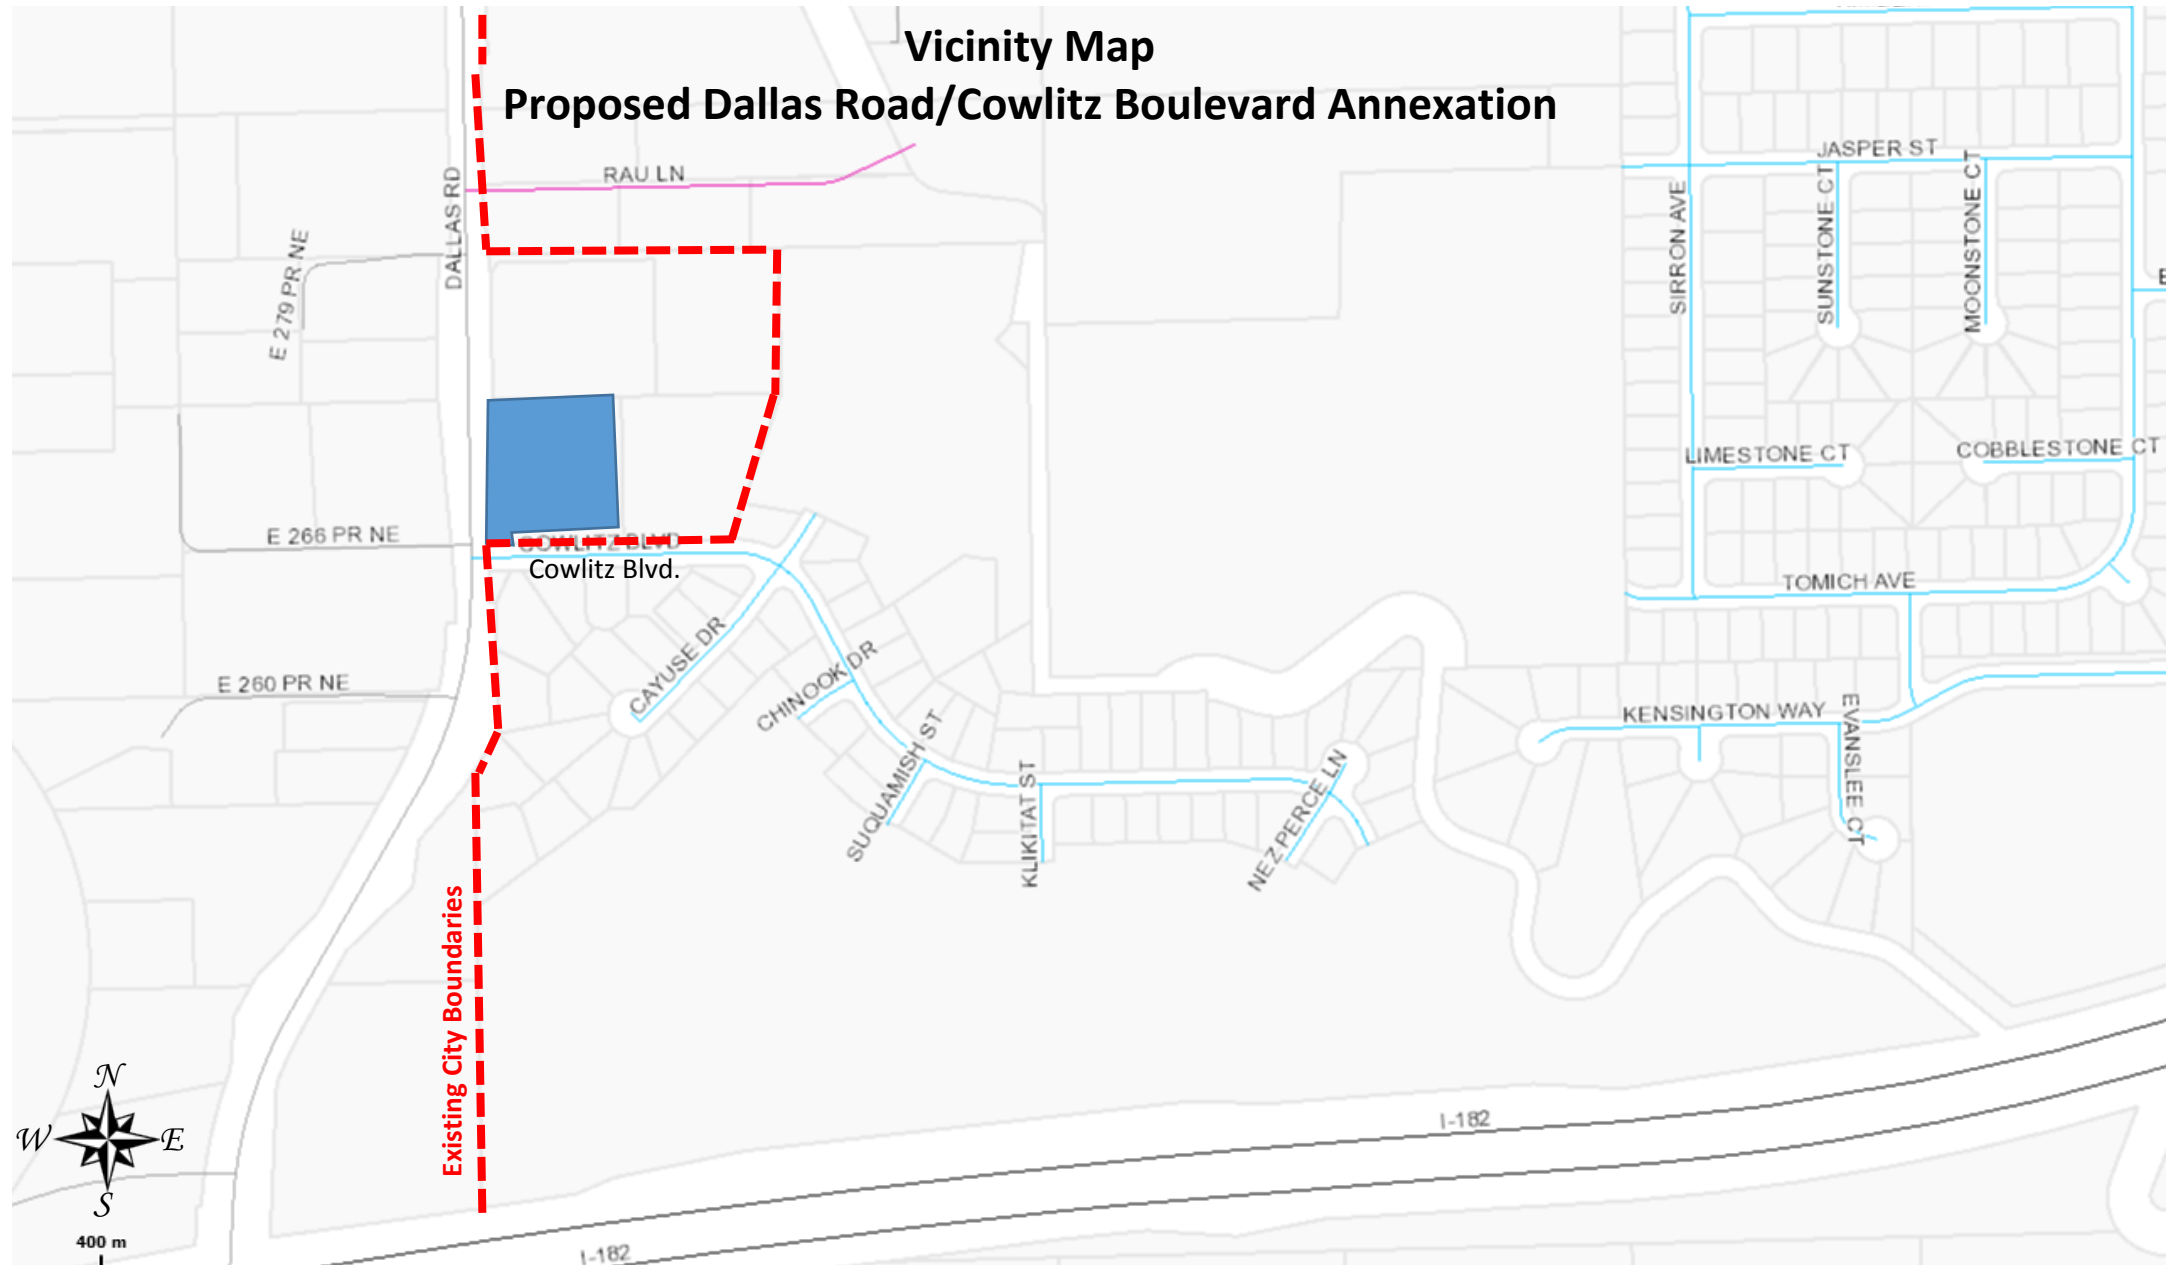 Vicinity Map
Proposed Dallas Road/Cowlitz Boulevard Annexation
JASPER ST
RAU LN
DALLAS RD
SIRRON AVE
SUNSTONE CT
MOONSTONE CT
E 279 PR NE
LIMESTONE CT
COBBLESTONE CT
E 266 PR NE
COWLITZ BLVD
Cowlitz Blvd.
TOMICH AVE
CAYUSE DR
CHINOOK DR
E 260 PR NE
KENSINGTON WAY
EVANSLEE CT
SUQUAMISH ST
KLIKITAT ST
NEZ PERCE LN
Existing City Boundaries
N
W E
S
I-182
400 m
I-182